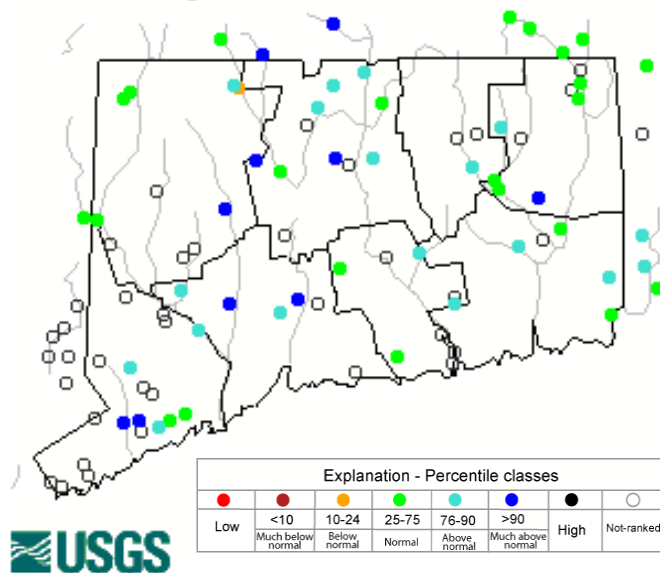 Explanation - Percentile classes
Low <10 10-24 25-75 76-90 >90 High Not-ranked
Much below normal Below normal Normal Above normal Much above normal
USGS